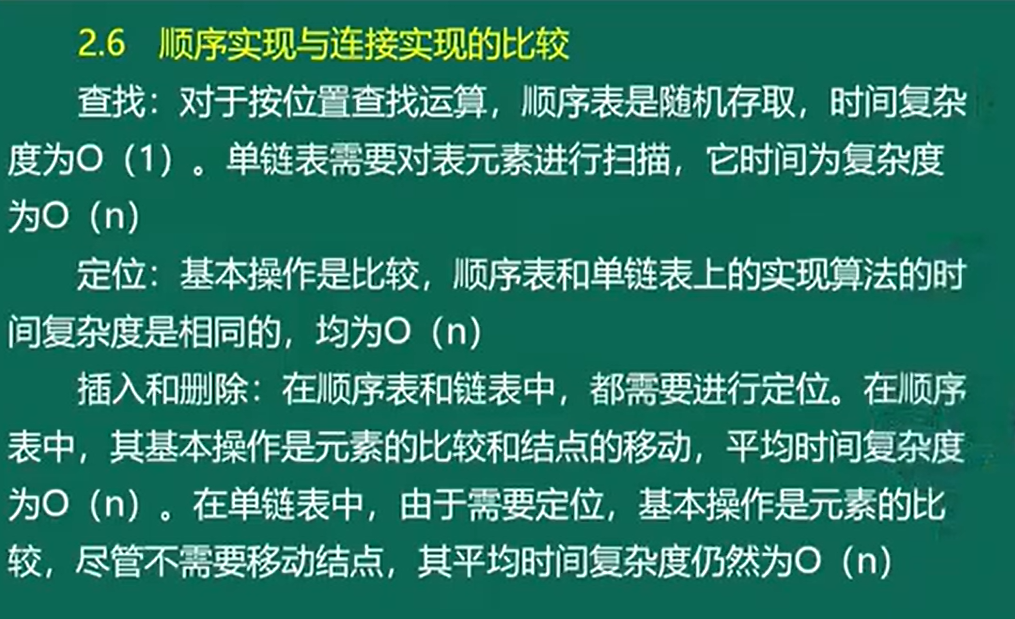 2.6 顺序实现与连接实现的比较
查找：对于按位置查找运算，顺序表是随机存取，时间复杂
度为O（1）。单链表需要对表元素进行扫描，它时间为复杂度
为O（n）
定位：基本操作是比较，顺序表和单链表上的实现算法的时
间复杂度是相同的，均为O（n）
插入和删除：在顺序表和链表中，都需要进行定位。在顺序
表中，其基本操作是元素的比较和结点的移动，平均时间复杂度
为O（n）。在单链表中，由于需要定位，基本操作是元素的比
较，尽管不需要移动结点，其平均时间复杂度仍然为O（n）